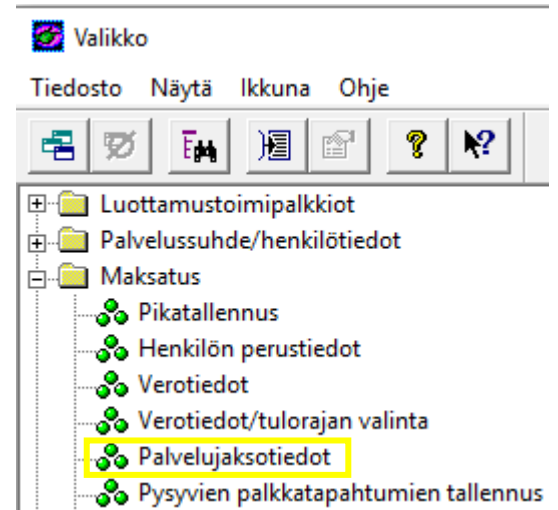 Valikko
Tiedosto Näytä Ikkuna Ohje
Luottamustoimipalkkiot
Palvelussuhde/henkilötiedot
Maksatus
Pikatallennus
Henkilön perustiedot
Verotiedot
Verotiedot/tulorajan valinta
Palvelujaksotiedot
Pysyvien palkkatapahtumien tallennus